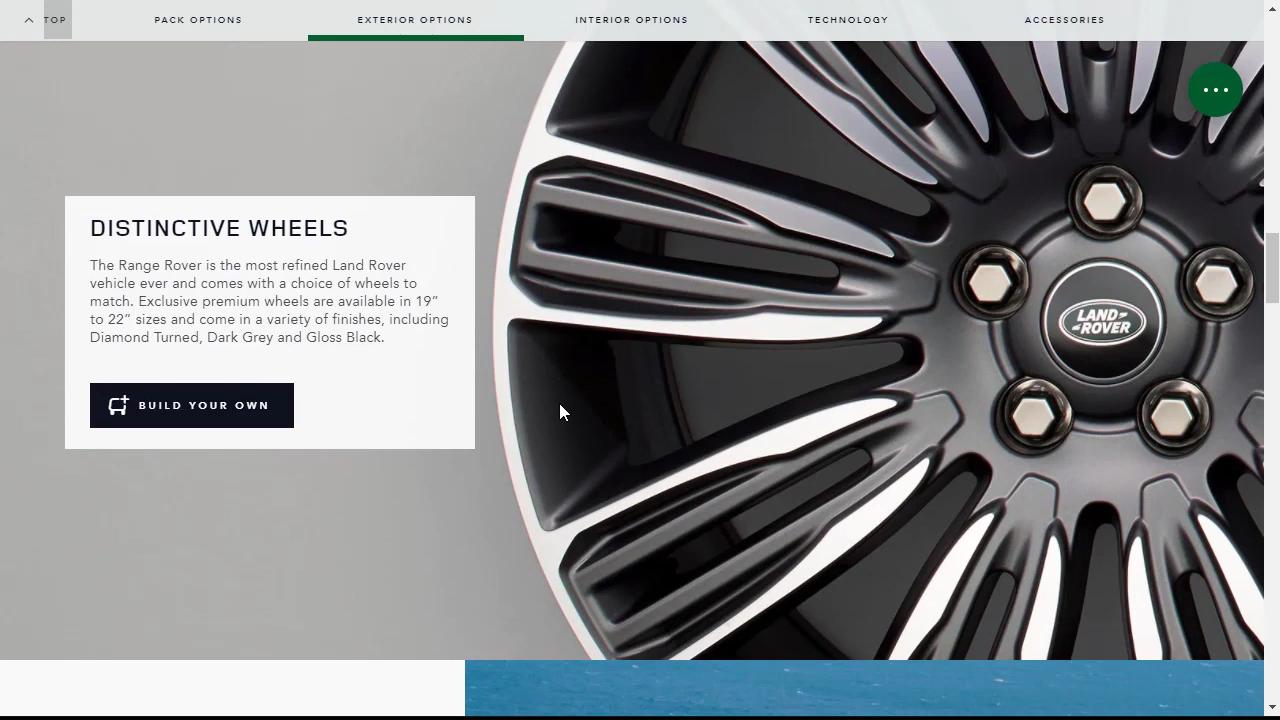 TOP
PACK OPTIONS
EXTERIOR OPTIONS
INTERIOR OPTIONS
TECHNOLOGY
ACCESSORIES
DISTINCTIVE WHEELS
The Range Rover is the most refined Land Rover
vehicle ever and comes with a choice of wheels to
match. Exclusive premium wheels are available in 19”
to 22” sizes and come in a variety of finishes, including
Diamond Turned, Dark Grey and Gloss Black.
BUILD YOUR OWN
LAND
ROVER